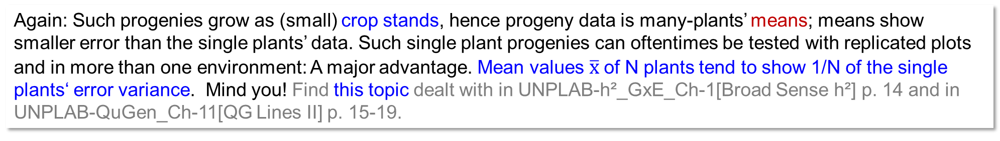 Again: Such progenies grow as (small) crop stands, hence progeny data is many-plants’ means; means show
smaller error than the single plants’ data. Such single plant progenies can oftentimes be tested with replicated plots
and in more than one environment: A major advantage. Mean values x̅ of N plants tend to show 1/N of the single
plants‘ error variance.  Mind you! Find this topic dealt with in UNPLAB-h²_GxE_Ch-1[Broad Sense h²] p. 14 and in
UNPLAB-QuGen_Ch-11[QG Lines II] p. 15-19.